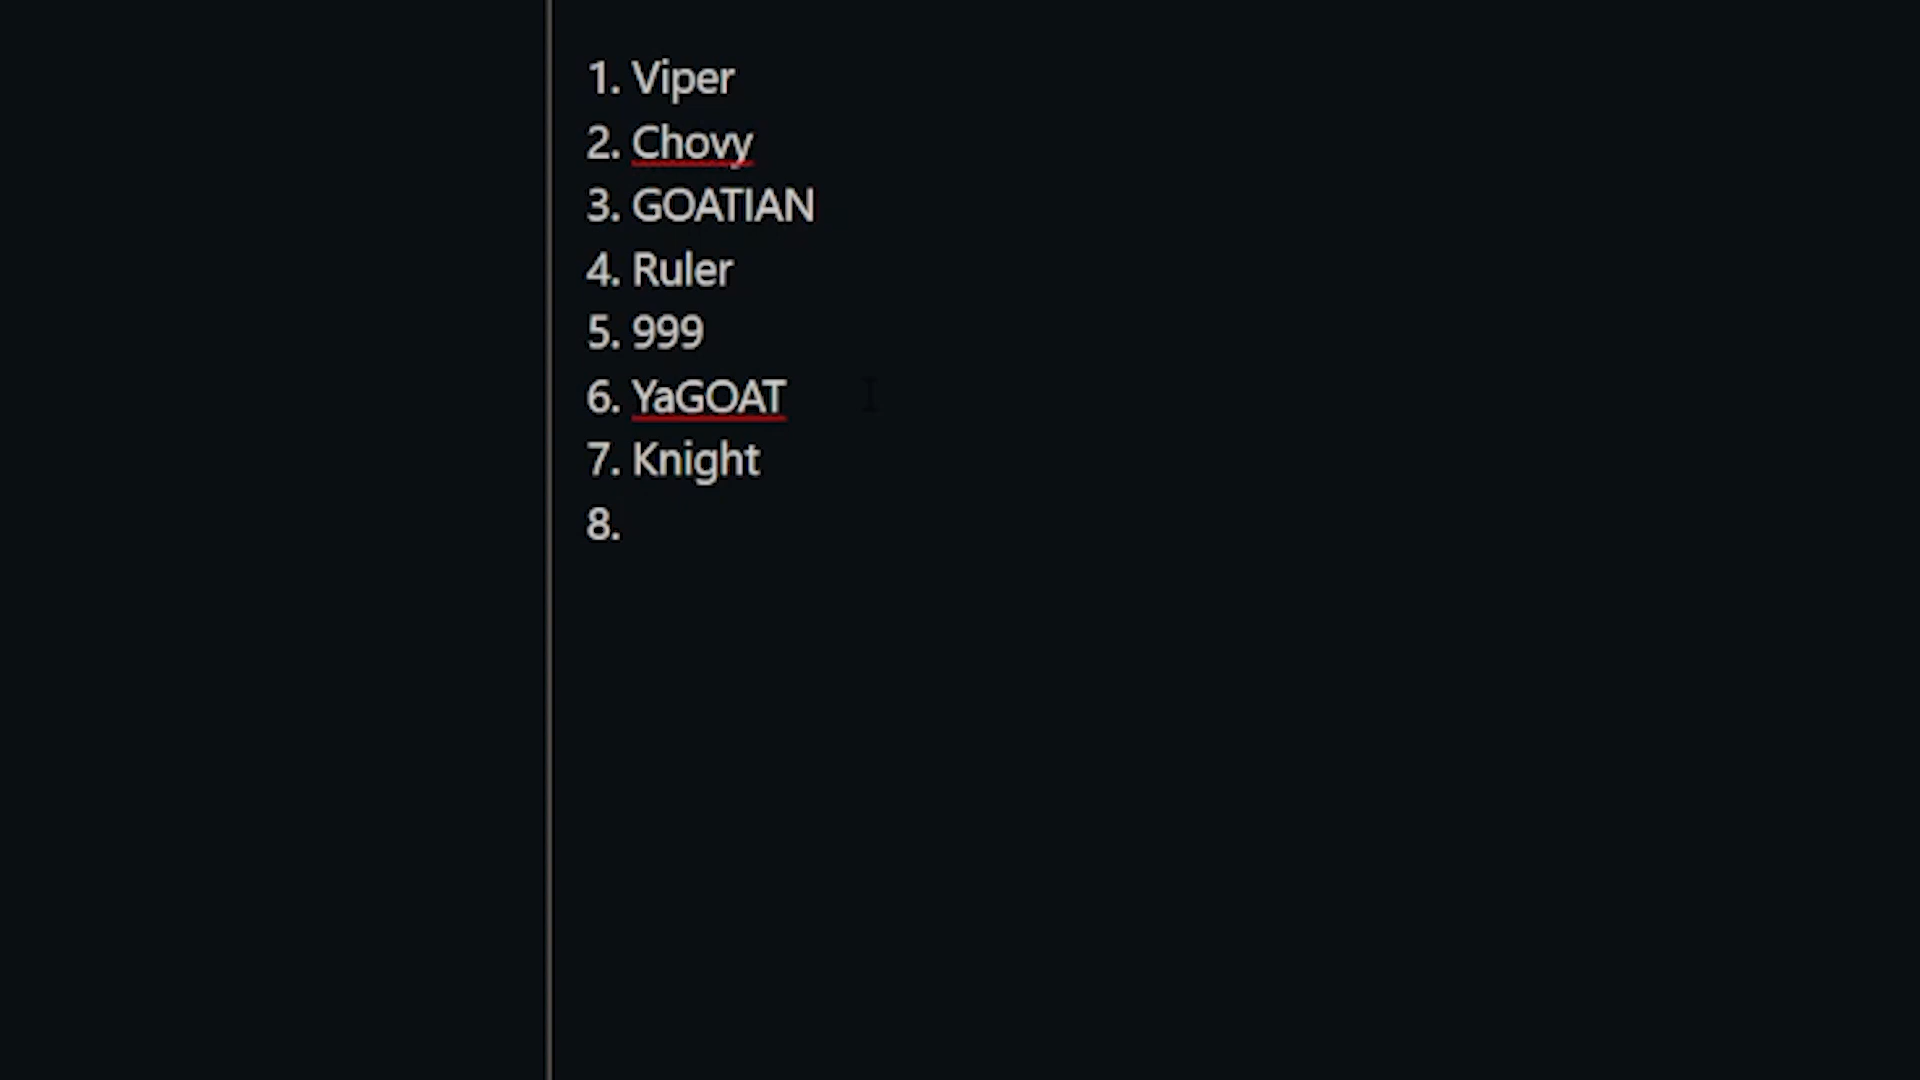 1. Viper
2. Chovy
3. GOATIAN
4. Ruler
5. 999
6. YaGOAT
7. Knight
8.